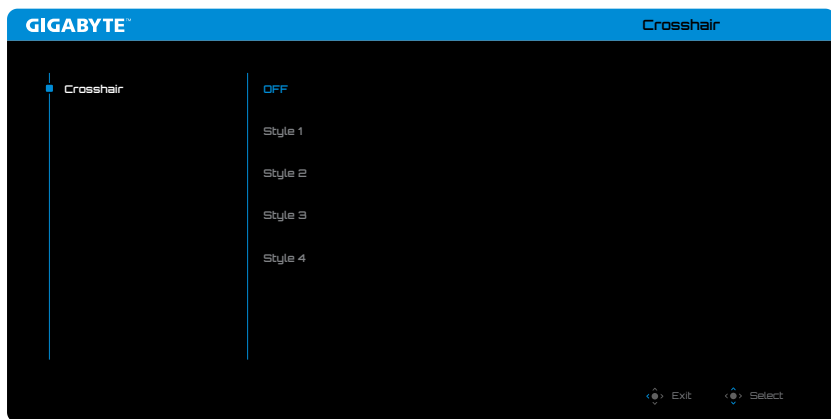 GIGABYTE™
Crosshair
Crosshair
OFF
Style 1
Style 2
Style 3
Style 4
Exit
Select